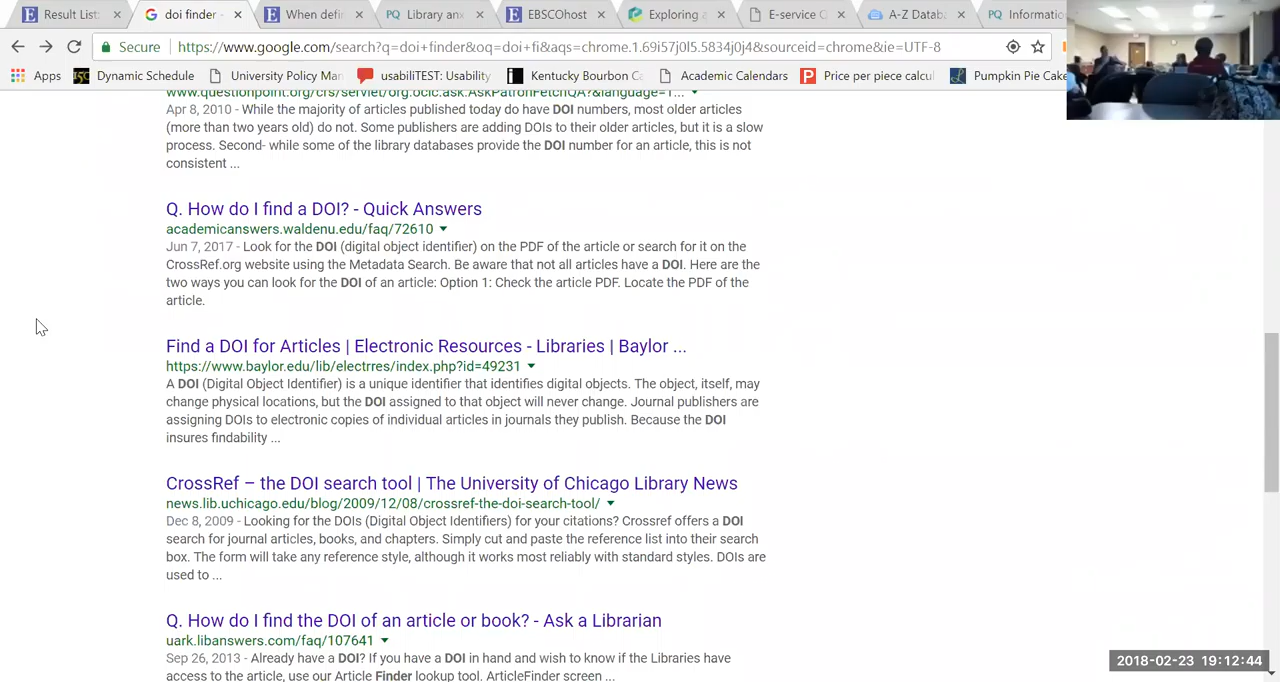 Result List:
doi finder -
When defi
Library anx
EBSCOhost
Exploring a
E-service Q
A-Z Datab
Informatio
Secure
https://www.google.com/search?q=doi+finder&oq=doi+fi&aqs=chrome.1.69i57j0l5.5834j0j4&sourceid=chrome&ie=UTF-8
Apps
Dynamic Schedule
University Policy Man
usabiliTEST: Usability
Kentucky Bourbon Ca
Academic Calendars
Price per piece calcul
Pumpkin Pie Cake
www.questionpoint.org/crs/servlet/org.oclc.ask.AskPatronFetchQA?&language=1...
Apr 8, 2010 - While the majority of articles published today do have DOI numbers, most older articles
(more than two years old) do not. Some publishers are adding DOIs to their older articles, but it is a slow
process. Second- while some of the library databases provide the DOI number for an article, this is not
consistent ...
Q. How do I find a DOI? - Quick Answers
academicanswers.waldenu.edu/faq/72610
Jun 7, 2017 - Look for the DOI (digital object identifier) on the PDF of the article or search for it on the
CrossRef.org website using the Metadata Search. Be aware that not all articles have a DOI. Here are the
two ways you can look for the DOI of an article: Option 1: Check the article PDF. Locate the PDF of the
article.
Find a DOI for Articles | Electronic Resources - Libraries | Baylor ...
https://www.baylor.edu/lib/electrres/index.php?id=49231
A DOI (Digital Object Identifier) is a unique identifier that identifies digital objects. The object, itself, may
change physical locations, but the DOI assigned to that object will never change. Journal publishers are
assigning DOIs to electronic copies of individual articles in journals they publish. Because the DOI
insures findability ...
CrossRef – the DOI search tool | The University of Chicago Library News
news.lib.uchicago.edu/blog/2009/12/08/crossref-the-doi-search-tool/
Dec 8, 2009 - Looking for the DOIs (Digital Object Identifiers) for your citations? Crossref offers a DOI
search for journal articles, books, and chapters. Simply cut and paste the reference list into their search
box. The form will take any reference style, although it works most reliably with standard styles. DOIs are
used to ...
Q. How do I find the DOI of an article or book? - Ask a Librarian
uark.libanswers.com/faq/107641
Sep 26, 2013 - Already have a DOI? If you have a DOI in hand and wish to know if the Libraries have
access to the article, use our Article Finder lookup tool. ArticleFinder screen ...
2018-02-23 19:12:44